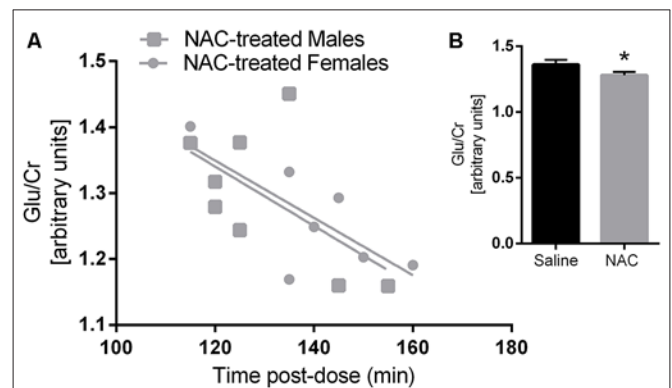 A
NAC-treated Males
NAC-treated Females
Glu/Cr
[arbitrary units]
1.5
1.4
1.3
1.2
1.1
100
120
140
160
180
Time post-dose (min)
B
Glu/Cr
[arbitrary units]
1.5
1.0
0.5
0.0
*
Saline
NAC